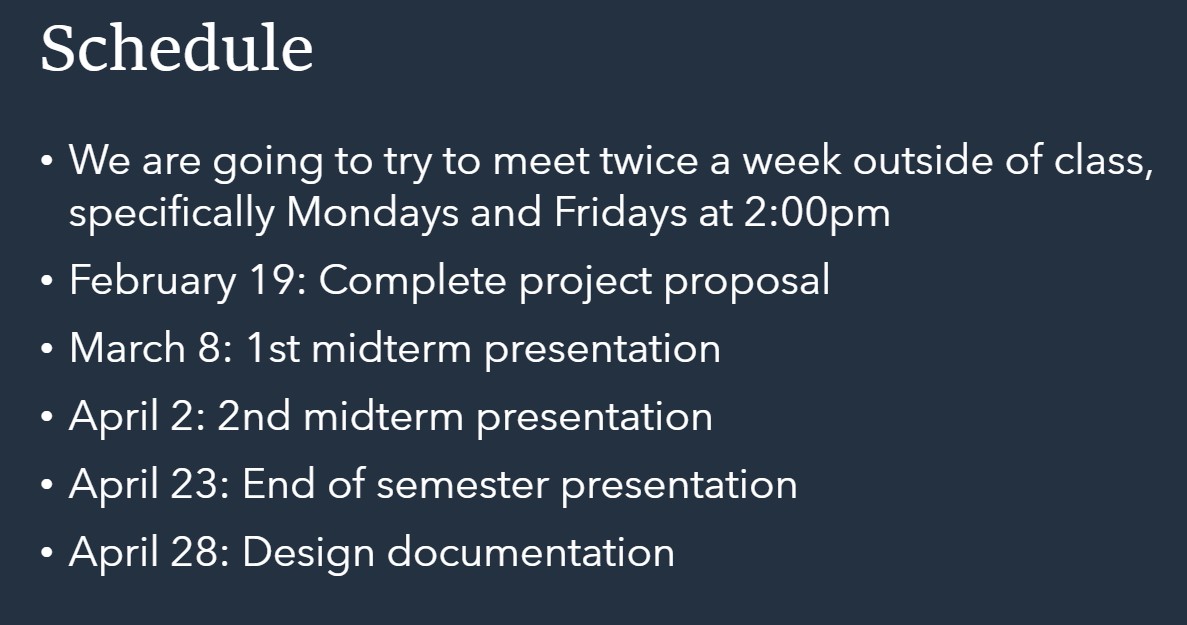 Schedule
• We are going to try to meet twice a week outside of class,
specifically Mondays and Fridays at 2:00pm
• February 19: Complete project proposal
• March 8: 1st midterm presentation
• April 2: 2nd midterm presentation
• April 23: End of semester presentation
• April 28: Design documentation